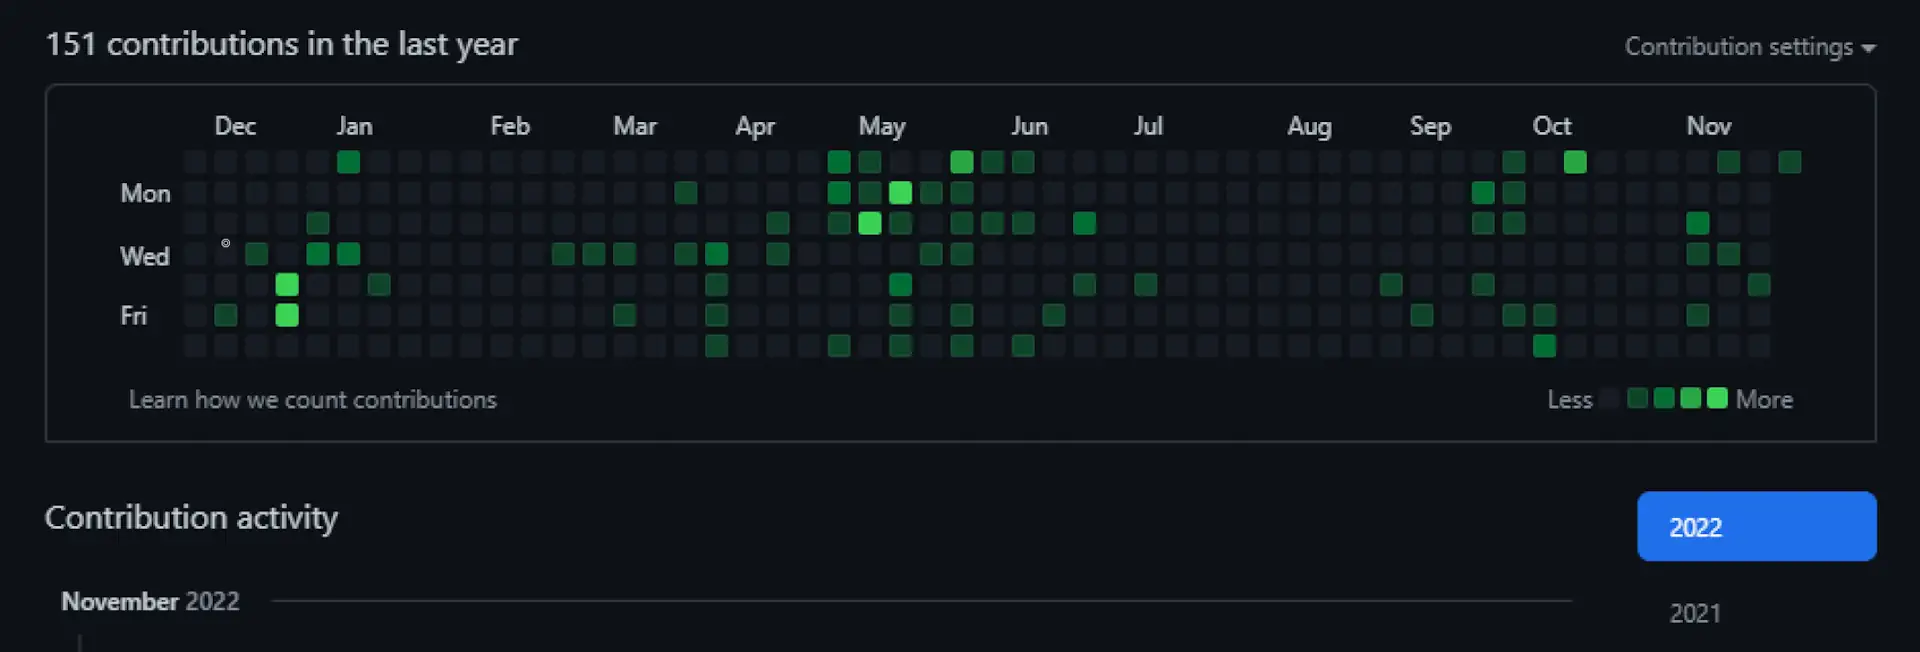 151 contributions in the last year
Contribution settings
Dec Jan Feb Mar Apr May Jun Jul Aug Sep Oct Nov
Mon
Wed
Fri
Learn how we count contributions
Less More
Contribution activity
2022
November 2022
2021